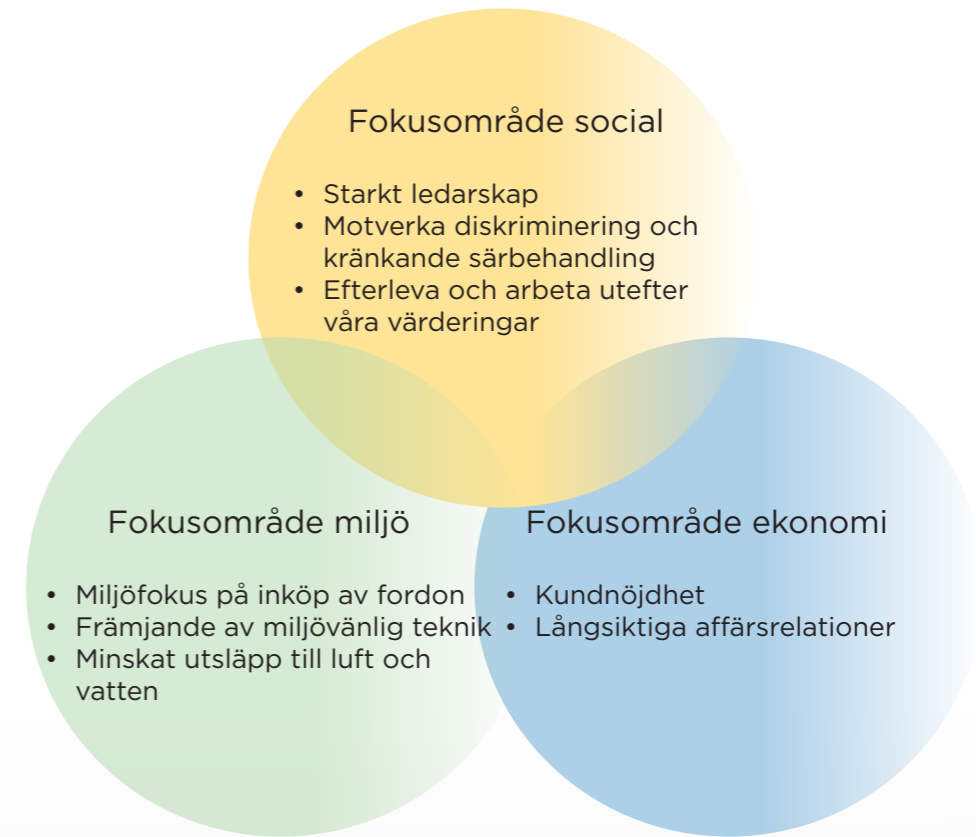 Fokusområde social
• Starkt ledarskap
• Motverka diskriminering och
kränkande särbehandling
• Efterleva och arbeta utefter
våra värderingar
Fokusområde miljö
• Miljöfokus på inköp av fordon
• Främjande av miljövänlig teknik
• Minskat utsläpp till luft och
vatten
Fokusområde ekonomi
• Kundnöjdhet
• Långsiktiga affärsrelationer